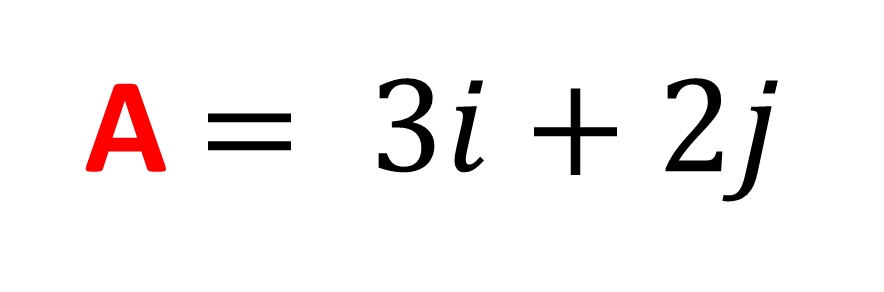 A = 3i + 2j